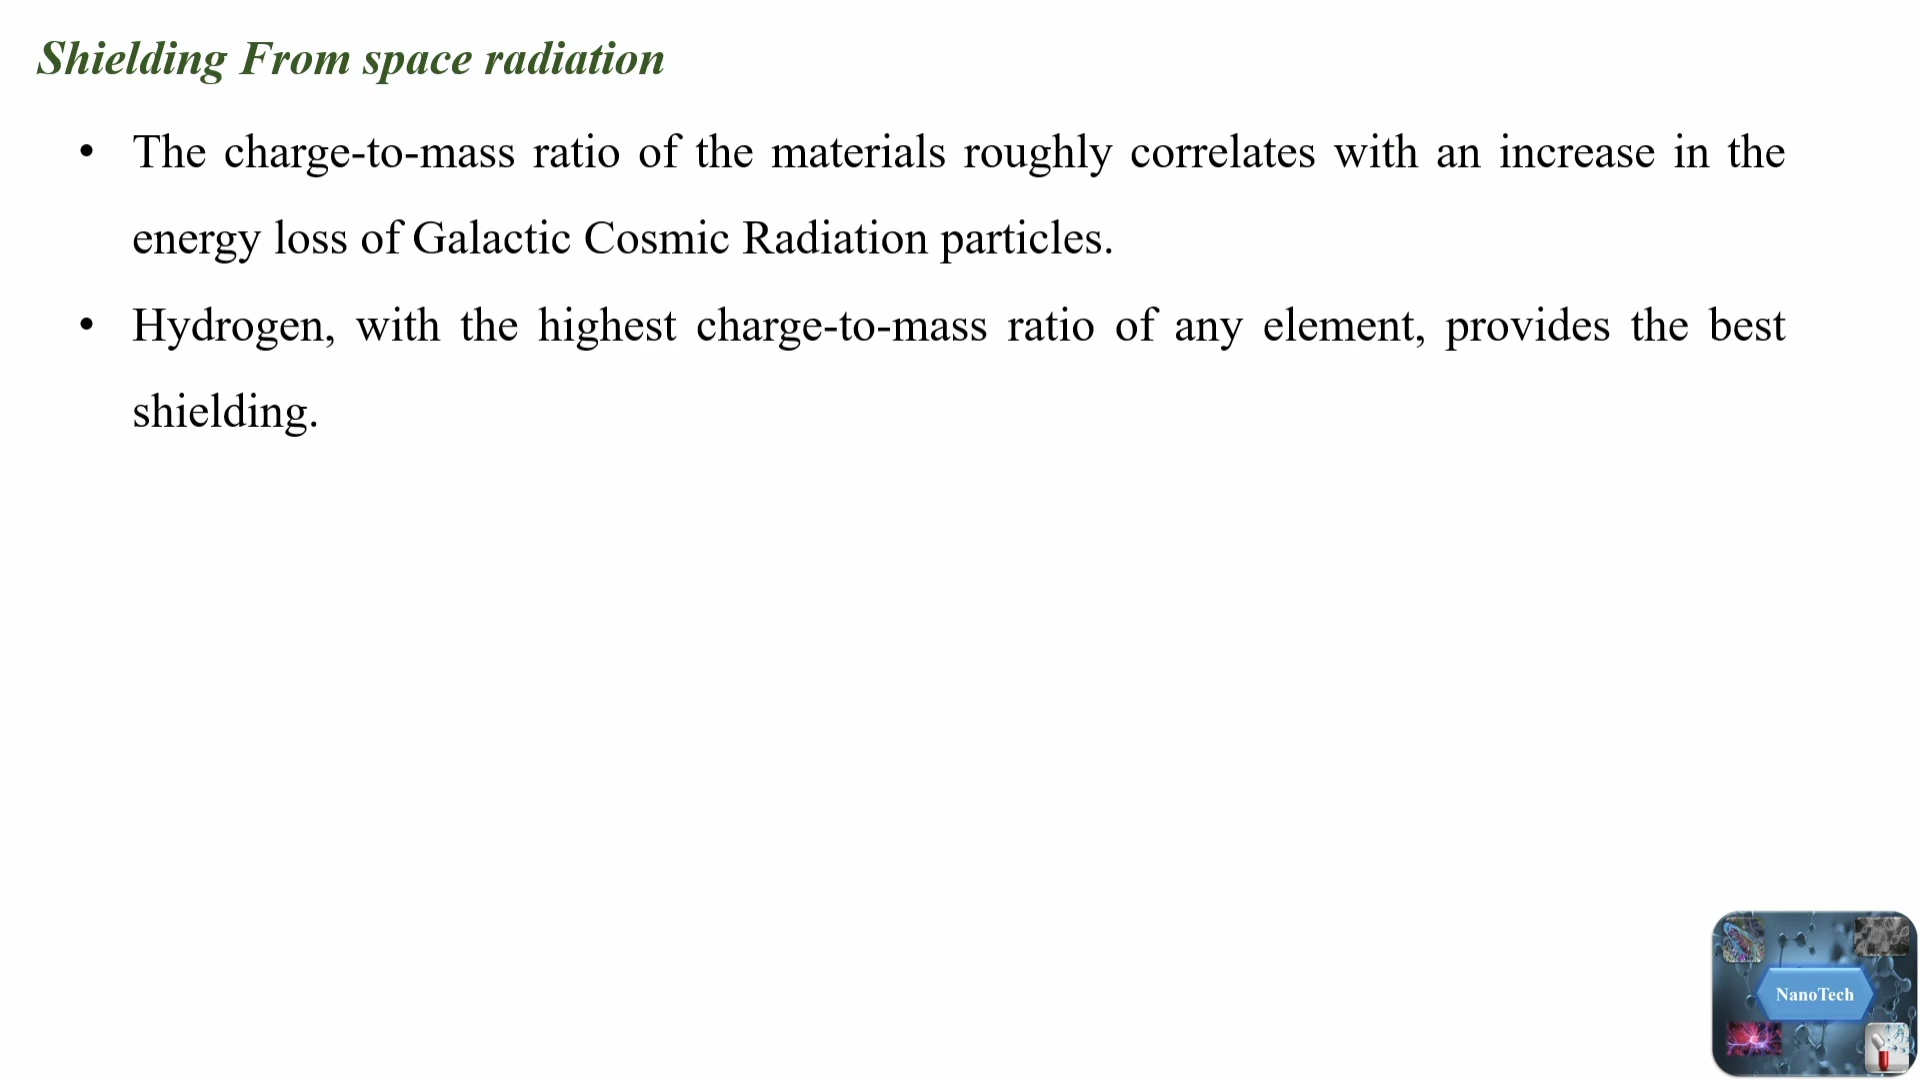 Shielding From space radiation
• The charge-to-mass ratio of the materials roughly correlates with an increase in the
energy loss of Galactic Cosmic Radiation particles.
• Hydrogen, with the highest charge-to-mass ratio of any element, provides the best
shielding.
NanoTech